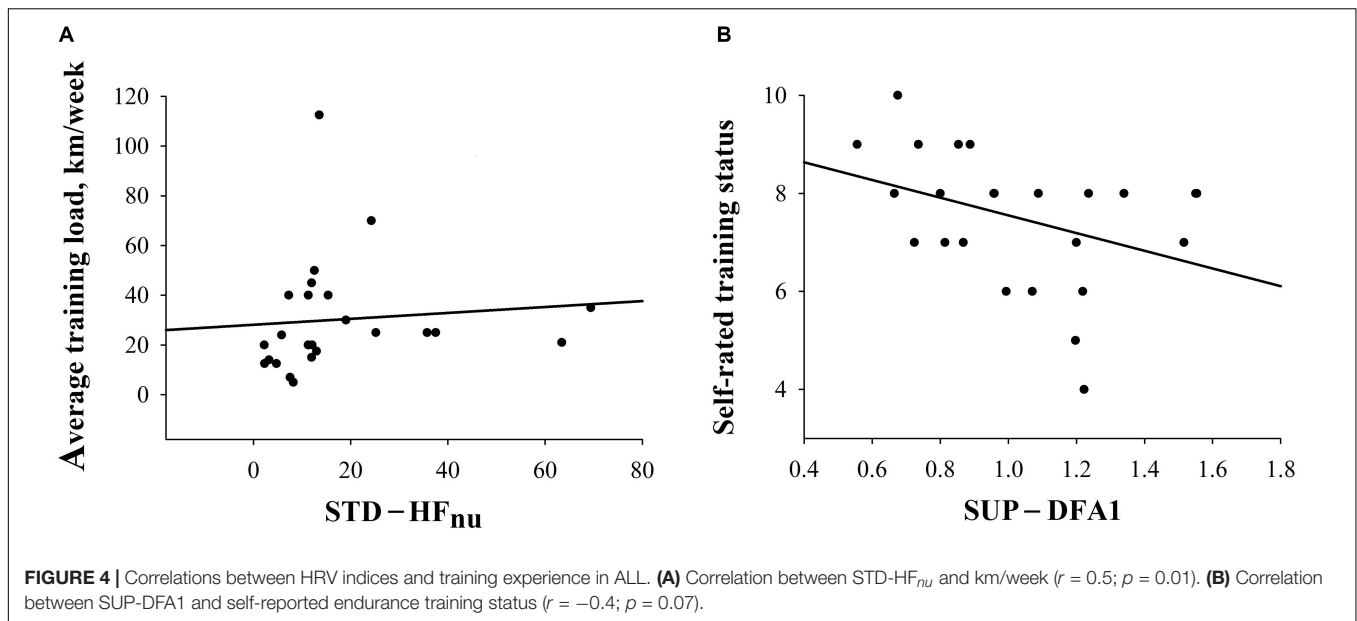 A
Average training load, km/week
120
100
80
60
40
20
0
0 20 40 60 80
STD – HFnu
B
Self-rated training status
10
8
6
4
0.4 0.6 0.8 1.0 1.2 1.4 1.6 1.8
SUP – DFA1
FIGURE 4 | Correlations between HRV indices and training experience in ALL. (A) Correlation between STD-HFnu and km/week (r = 0.5; p = 0.01). (B) Correlation
between SUP-DFA1 and self-reported endurance training status (r = −0.4; p = 0.07).